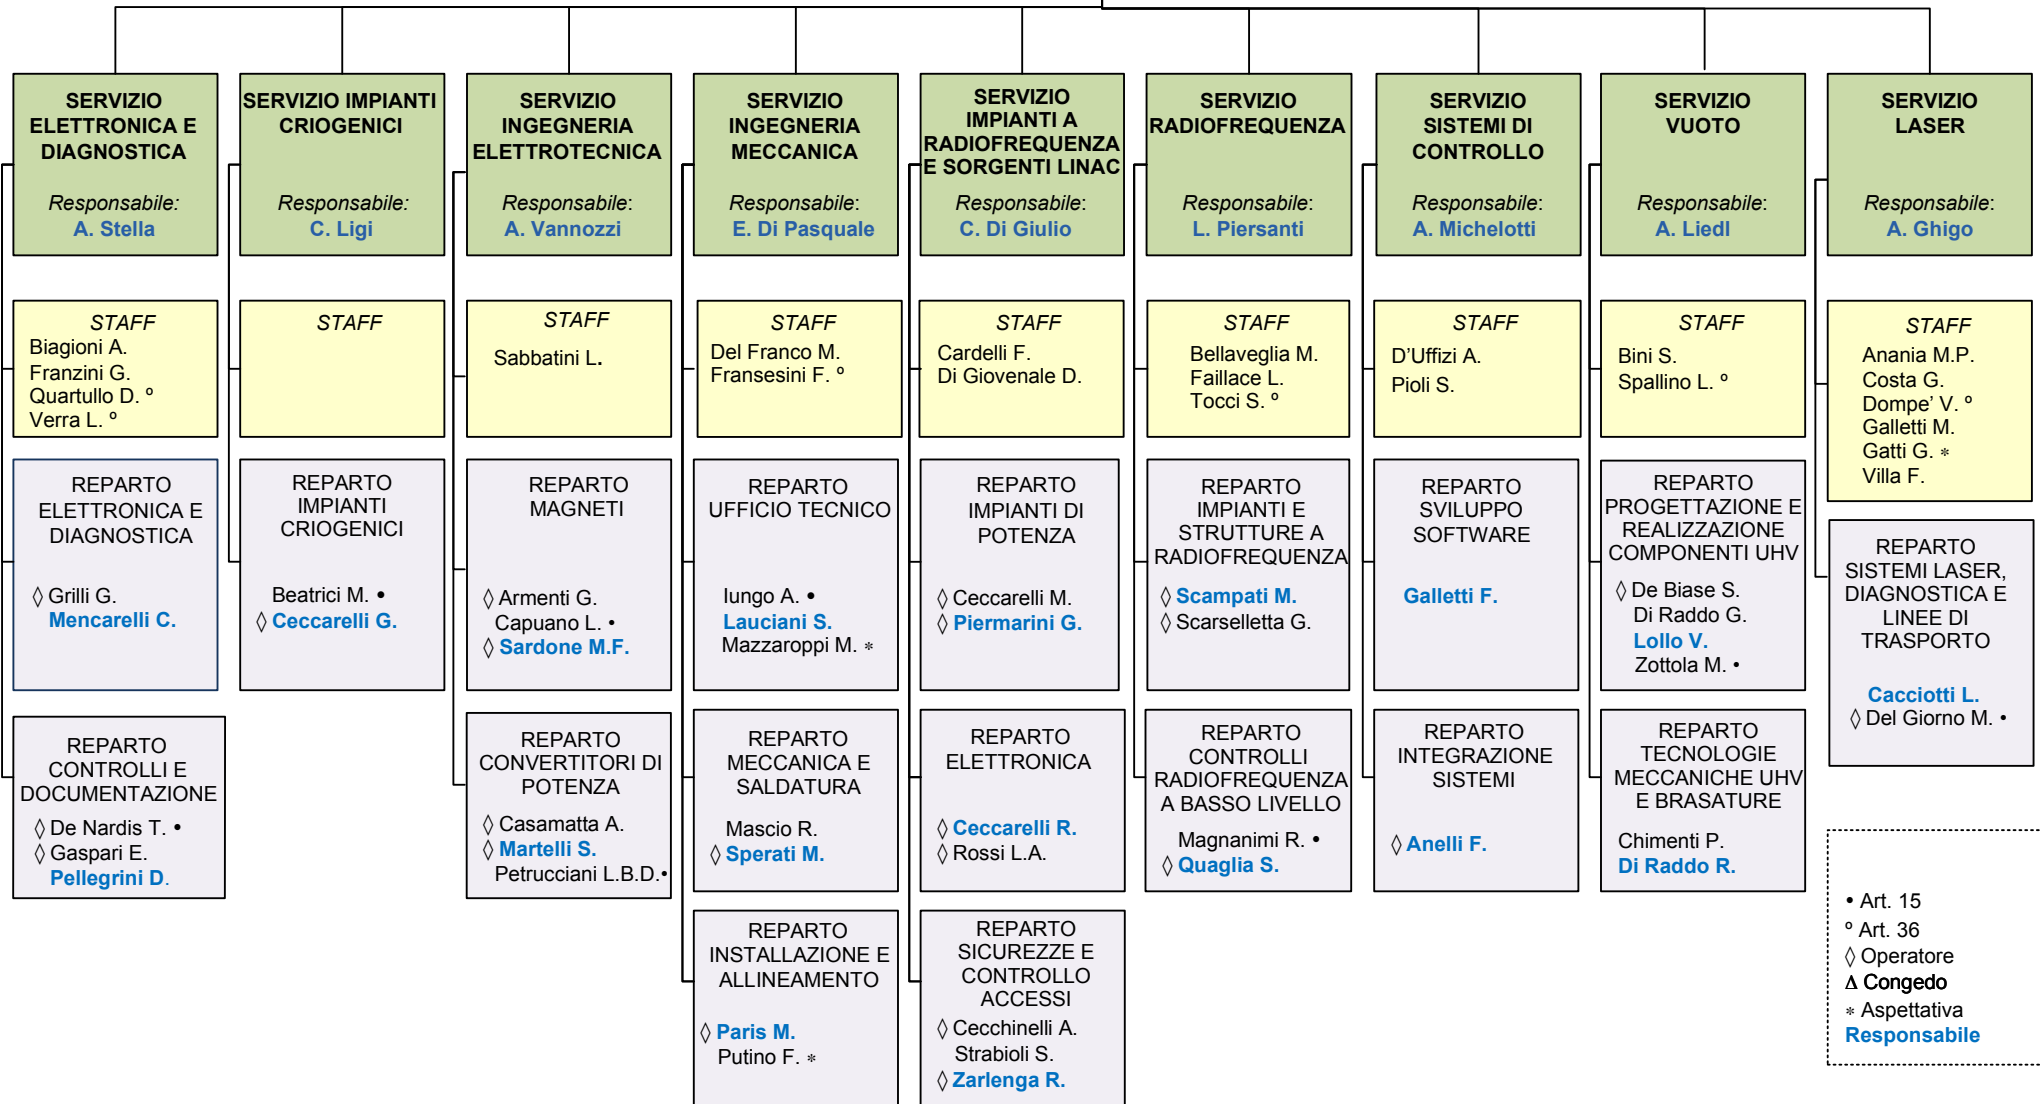 SERVIZIO
ELETTRONICA E
DIAGNOSTICA
Responsabile:
A. Stella
STAFF
Biagioni A.
Franzini G.
Quartullo D. º
Verra L. º
REPARTO
ELETTRONICA E
DIAGNOSTICA
◊ Grilli G.
Mencarelli C.
REPARTO
CONTROLLI E
DOCUMENTAZIONE
◊ De Nardis T. •
◊ Gaspari E.
Pellegrini D.
SERVIZIO IMPIANTI
CRIOGENICI
Responsabile:
C. Ligi
STAFF
REPARTO
IMPIANTI
CRIOGENICI
Beatrici M. •
◊ Ceccarelli G.
SERVIZIO
INGEGNERIA
ELETTROTECNICA
Responsabile:
A. Vannozzi
STAFF
Sabbatini L.
REPARTO
MAGNETI
◊ Armenti G.
Capuano L. •
◊ Sardone M.F.
REPARTO
CONVERTITORI DI
POTENZA
◊ Casamatta A.
◊ Martelli S.
Petrucciani L.B.D.•
SERVIZIO
INGEGNERIA
MECCANICA
Responsabile:
E. Di Pasquale
STAFF
Del Franco M.
Fransesini F. º
REPARTO
UFFICIO TECNICO
Iungo A. •
Lauciani S.
Mazzaroppi M. *
REPARTO
MECCANICA E
SALDATURA
Mascio R.
◊ Sperati M.
REPARTO
INSTALLAZIONE E
ALLINEAMENTO
◊ Paris M.
Putino F. *
SERVIZIO
IMPIANTI A
RADIOFREQUENZA
E SORGENTI LINAC
Responsabile:
C. Di Giulio
STAFF
Cardelli F.
Di Giovenale D.
REPARTO
IMPIANTI DI
POTENZA
◊ Ceccarelli M.
◊ Piermarini G.
REPARTO
ELETTRONICA
◊ Ceccarelli R.
◊ Rossi L.A.
REPARTO
SICUREZZE E
CONTROLLO
ACCESSI
◊ Cecchinelli A.
Strabioli S.
◊ Zarlenga R.
SERVIZIO
RADIOFREQUENZA
Responsabile:
L. Piersanti
STAFF
Bellaveglia M.
Faillace L.
Tocci S. º
REPARTO
IMPIANTI E
STRUTTURE A
RADIOFREQUENZA
◊ Scampati M.
◊ Scarselletta G.
REPARTO
CONTROLLI
RADIOFREQUENZA
A BASSO LIVELLO
Magnanimi R. •
◊ Quaglia S.
SERVIZIO
SISTEMI DI
CONTROLLO
Responsabile:
A. Michelotti
STAFF
D'Uffizi A.
Pioli S.
REPARTO
SVILUPPO
SOFTWARE
Galletti F.
REPARTO
INTEGRAZIONE
SISTEMI
◊ Anelli F.
SERVIZIO
VUOTO
Responsabile:
A. Liedl
STAFF
Bini S.
Spallino L. º
REPARTO
PROGETTAZIONE E
REALIZZAZIONE
COMPONENTI UHV
◊ De Biase S.
Di Raddo G.
Lollo V.
Zottola M. •
REPARTO
TECNOLOGIE
MECCANICHE UHV
E BRASATURE
Chimenti P.
Di Raddo R.
SERVIZIO
LASER
Responsabile:
A. Ghigo
STAFF
Anania M.P.
Costa G.
Dompe' V. º
Galletti M.
Gatti G. *
Villa F.
REPARTO
SISTEMI LASER,
DIAGNOSTICA E
LINEE DI
TRASPORTO
Cacciotti L.
◊ Del Giorno M. •
• Art. 15
º Art. 36
◊ Operatore
Δ Congedo
* Aspettativa
Responsabile